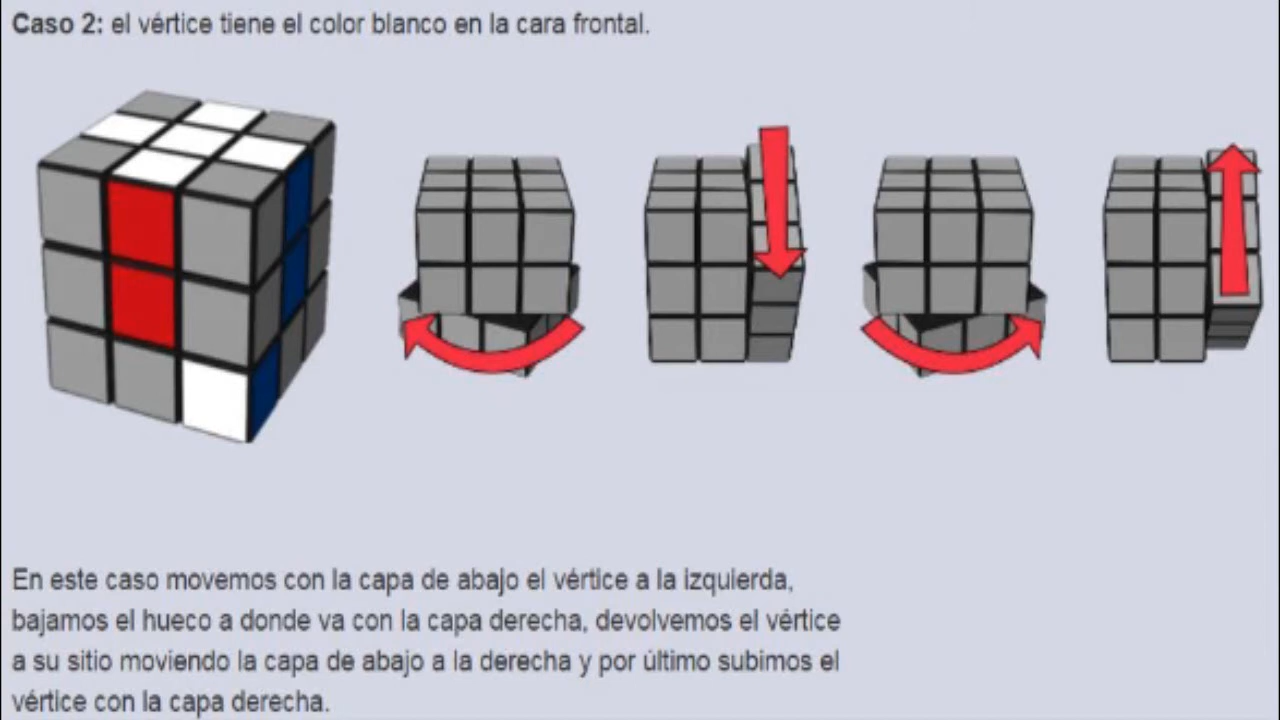 Caso 2: el vértice tiene el color blanco en la cara frontal.
En este caso movemos con la capa de abajo el vértice a la izquierda,
bajamos el hueco a donde va con la capa derecha, devolvemos el vértice
a su sitio moviendo la capa de abajo a la derecha y por último subimos el
vértice con la capa derecha.